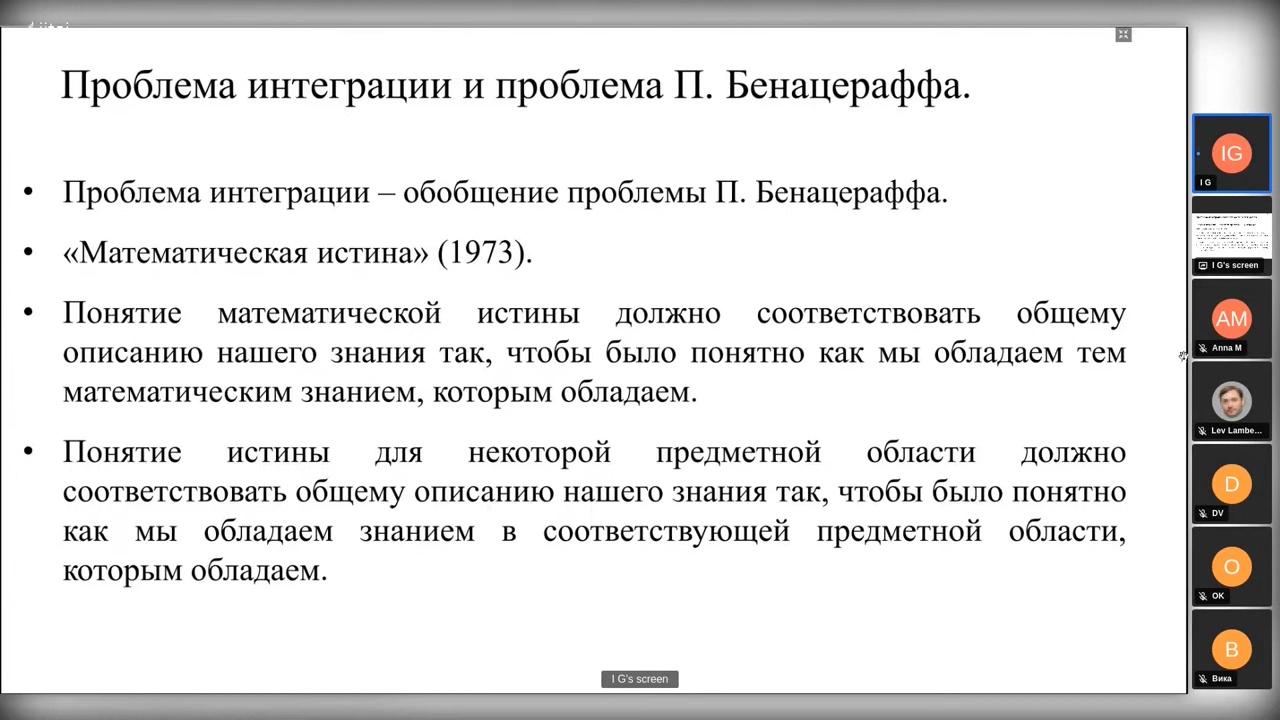 Проблема интеграции и проблема П. Бенацераффа.
• Проблема интеграции – обобщение проблемы П. Бенацераффа.
• «Математическая истина» (1973).
• Понятие математической истины должно соответствовать общему
описанию нашего знания так, чтобы было понятно как мы обладаем тем
математическим знанием, которым обладаем.
• Понятие истины для некоторой предметной области должно
соответствовать общему описанию нашего знания так, чтобы было понятно
как мы обладаем знанием в соответствующей предметной области,
которым обладаем.
I G's screen
IG
I G
I G's screen
AM
Anna M
Lev Lambe...
D
DV
O
OK
В
Вика